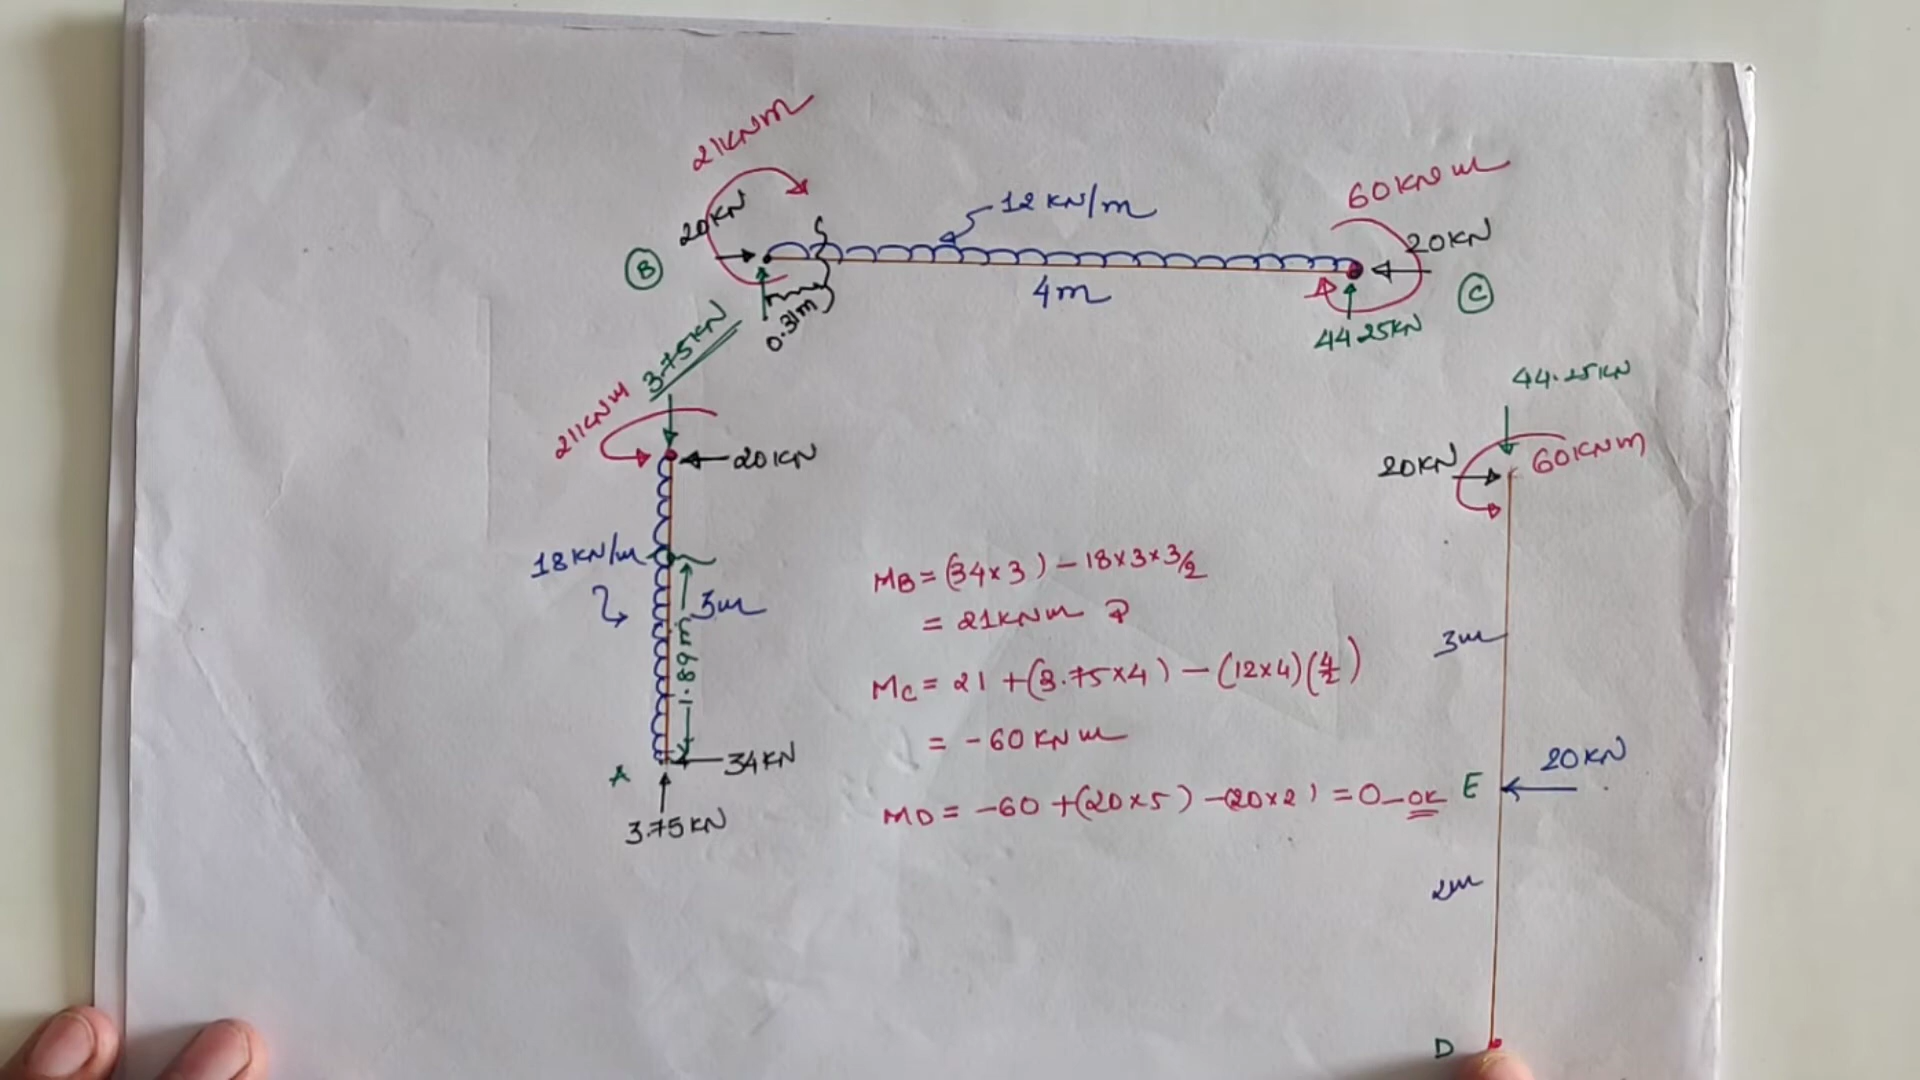 21KNM
20KN
12 KN/m
60KNm
20KN
B
4m
0.31m
44.25KN
C
3.75KN
21KNM
20KN
44.25KN
20KN
60KNm
18KN/m
3m
1.89m
34KN
A
3.75KN
MB = (34×3) - 18×3×3/2
= 21KNm
MC = 21 + (3.75×4) - (12×4)(4/2)
= -60 KNm
MD = -60 + (20×5) - (20×2) = 0 - OK
3m
20KN
E
2m
D